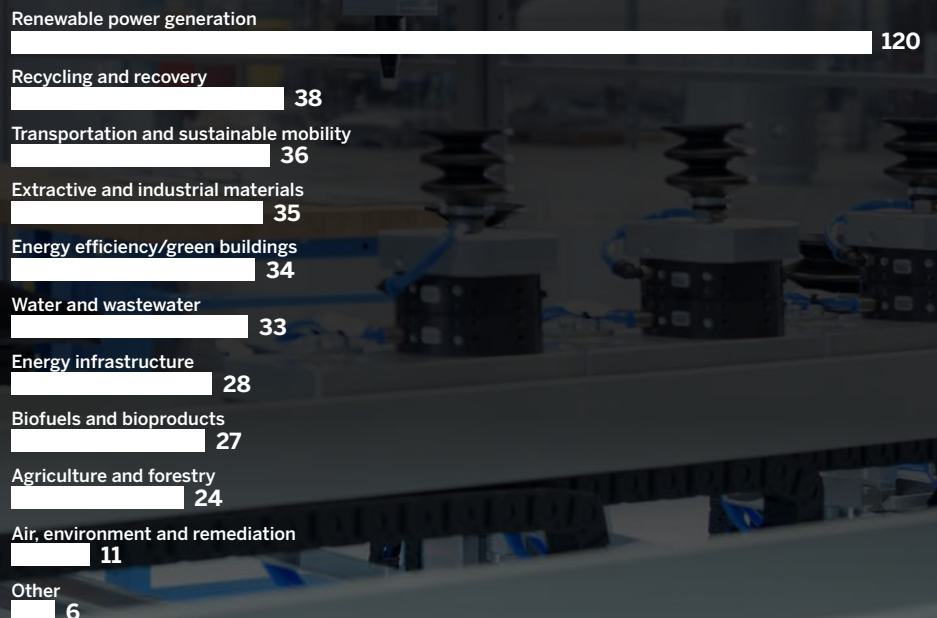 Renewable power generation
120
Recycling and recovery
38
Transportation and sustainable mobility
36
Extractive and industrial materials
35
Energy efficiency/green buildings
34
Water and wastewater
33
Energy infrastructure
28
Biofuels and bioproducts
27
Agriculture and forestry
24
Air, environment and remediation
11
Other
6